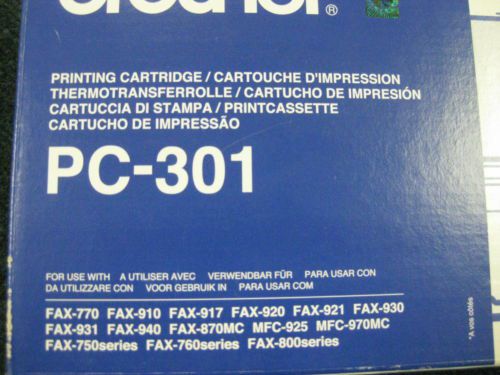 brother ®
PRINTING CARTRIDGE / CARTOUCHE D'IMPRESSION
THERMOTRANSFERROLLE / CARTUCHO DE IMPRESIÓN
CARTUCCIA DI STAMPA / PRINTCASSETTE
CARTUCHO DE IMPRESSÃO
PC-301
FOR USE WITH A UTILISER AVEC VERWENDBAR FÜR PARA USAR CON
DA UTILIZZARE CON VOOR GEBRUIK IN PARA USAR COM
FAX-770 FAX-910 FAX-917 FAX-920 FAX-921 FAX-930
FAX-931 FAX-940 FAX-870MC MFC-925 MFC-970MC
FAX-750series FAX-760series FAX-800series
*A vos côtés